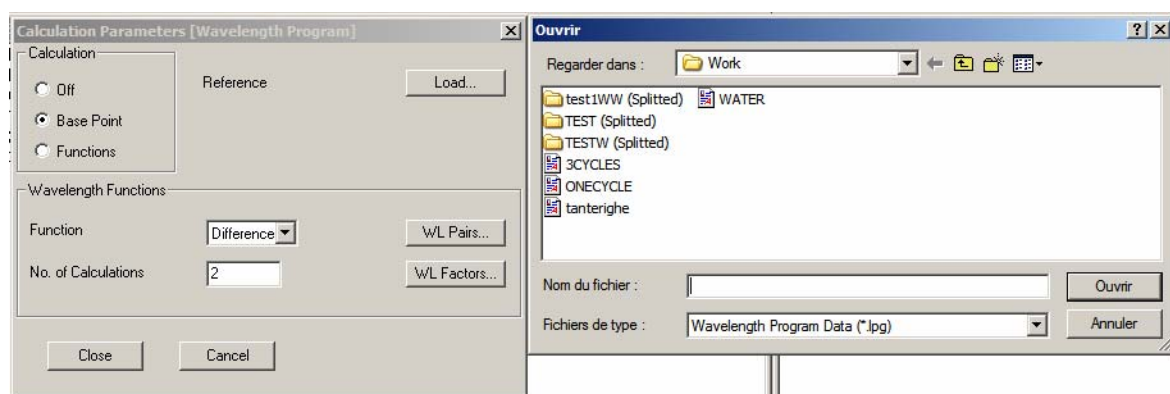 Calculation Parameters [Wavelength Program]
Calculation
Off
Base Point
Functions
Reference
Load...
Wavelength Functions
Function
Difference
WL Pairs...
No. of Calculations
2
WL Factors...
Close
Cancel
Ouvrir
Regarder dans :
Work
test1WW (Splitted)
TEST (Splitted)
TESTW (Splitted)
3CYCLES
ONECYCLE
tanterighe
WATER
Nom du fichier :
Ouvrir
Fichiers de type :
Wavelength Program Data (*.lpg)
Annuler